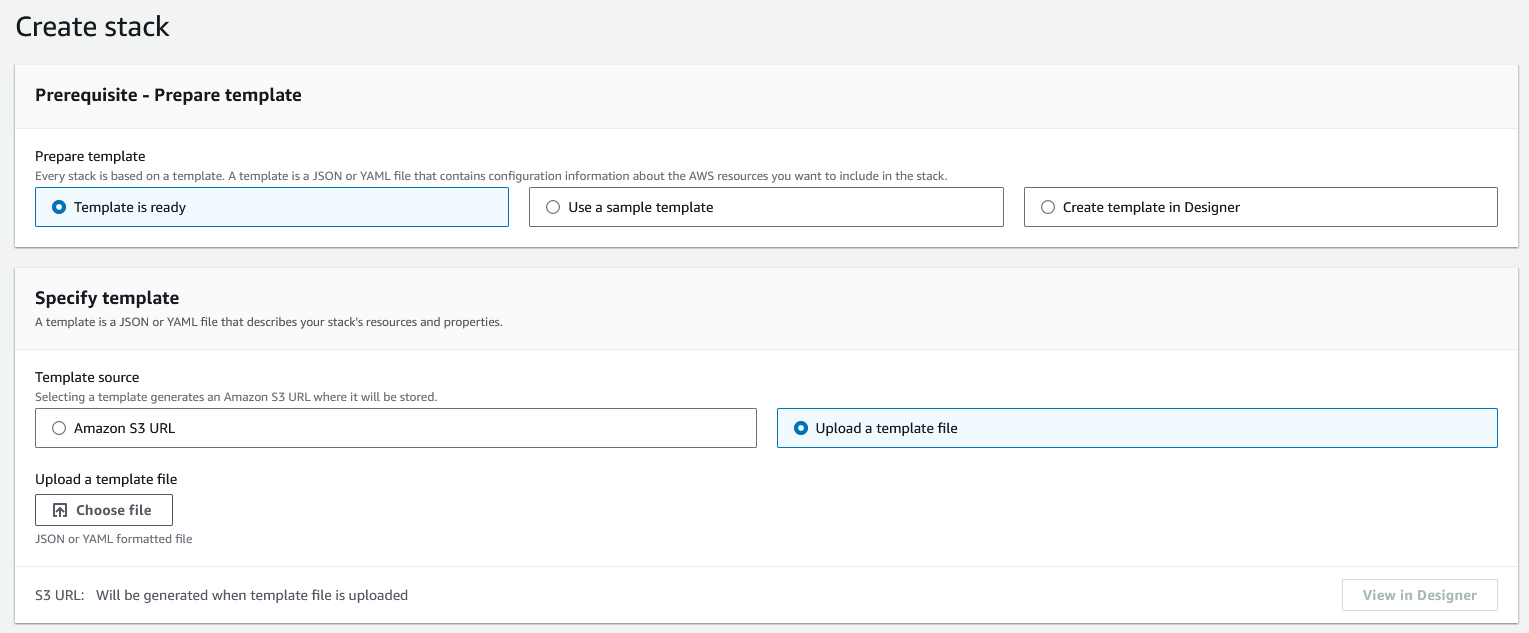 Create stack
Prerequisite - Prepare template
Prepare template
Every stack is based on a template. A template is a JSON or YAML file that contains configuration information about the AWS resources you want to include in the stack.
Template is ready
Use a sample template
Create template in Designer
Specify template
A template is a JSON or YAML file that describes your stack's resources and properties.
Template source
Selecting a template generates an Amazon S3 URL where it will be stored.
Amazon S3 URL
Upload a template file
Upload a template file
Choose file
JSON or YAML formatted file
S3 URL: Will be generated when template file is uploaded
View in Designer